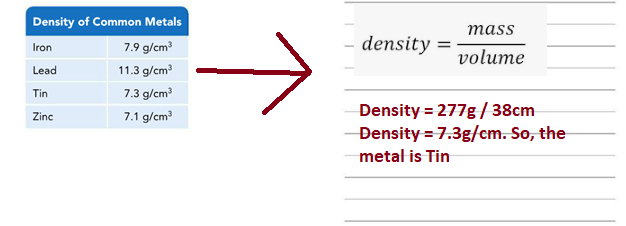 Density of Common Metals
Iron 7.9 g/cm³
Lead 11.3 g/cm³
Tin 7.3 g/cm³
Zinc 7.1 g/cm³
density = mass / volume
Density = 277g / 38cm
Density = 7.3g/cm. So, the
metal is Tin